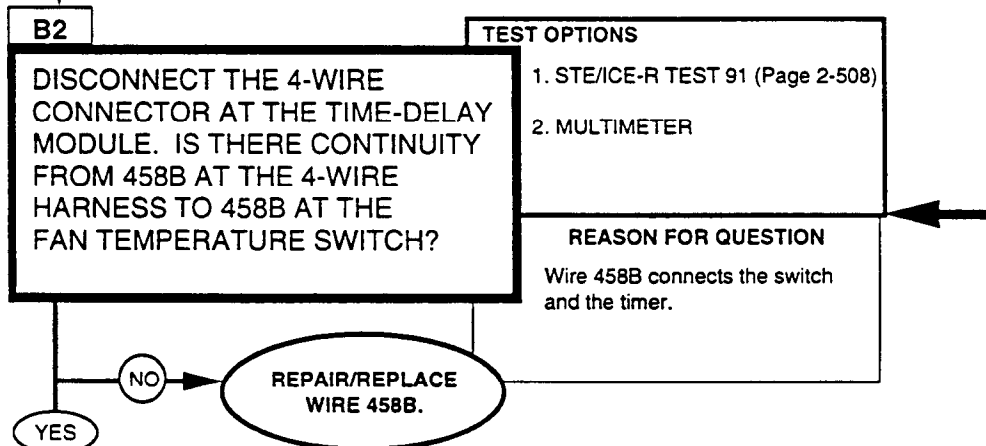 B2
DISCONNECT THE 4-WIRE
CONNECTOR AT THE TIME-DELAY
MODULE. IS THERE CONTINUITY
FROM 458B AT THE 4-WIRE
HARNESS TO 458B AT THE
FAN TEMPERATURE SWITCH?
TEST OPTIONS
1. STE/ICE-R TEST 91 (Page 2-508)
2. MULTIMETER
REASON FOR QUESTION
Wire 458B connects the switch
and the timer.
NO
REPAIR/REPLACE
WIRE 458B.
YES